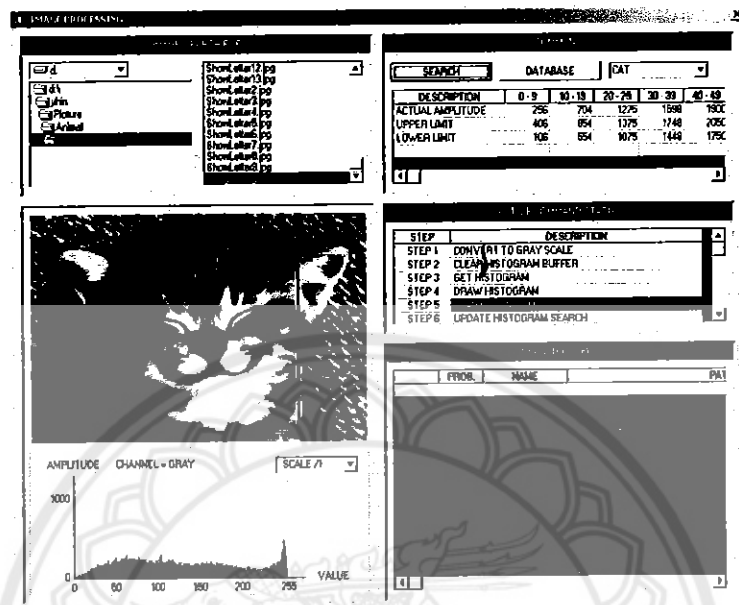 IMAGE PROCESSING
d:
d:\
Picture
Animal
ShowLetter12.jpg
ShowLetter13.jpg
ShowLetter2.jpg
ShowLetter3.jpg
ShowLetter4.jpg
ShowLetter5.jpg
ShowLetter6.jpg
ShowLetter7.jpg
ShowLetter8.jpg
ShowLetter9.jpg
SEARCH DATABASE CAT
DESCRIPTION 0 - 9 10 - 19 20 - 29 30 - 39 40 - 49
ACTUAL AMPLITUDE 256 704 1225 1598 1900
UPPER LIMIT 406 854 1375 1748 2050
LOWER LIMIT 106 554 1075 1448 1750
STEP DESCRIPTION
STEP 1 CONVERT TO GRAY SCALE
STEP 2 CLEAR HISTOGRAM BUFFER
STEP 3 GET HISTOGRAM
STEP 4 DRAW HISTOGRAM
STEP 5
STEP 6 UPDATE HISTOGRAM SEARCH
PROB. NAME PAT
AMPLITUDE CHANNEL = GRAY SCALE /1
1000
0
0 50 100 150 200 255 VALUE